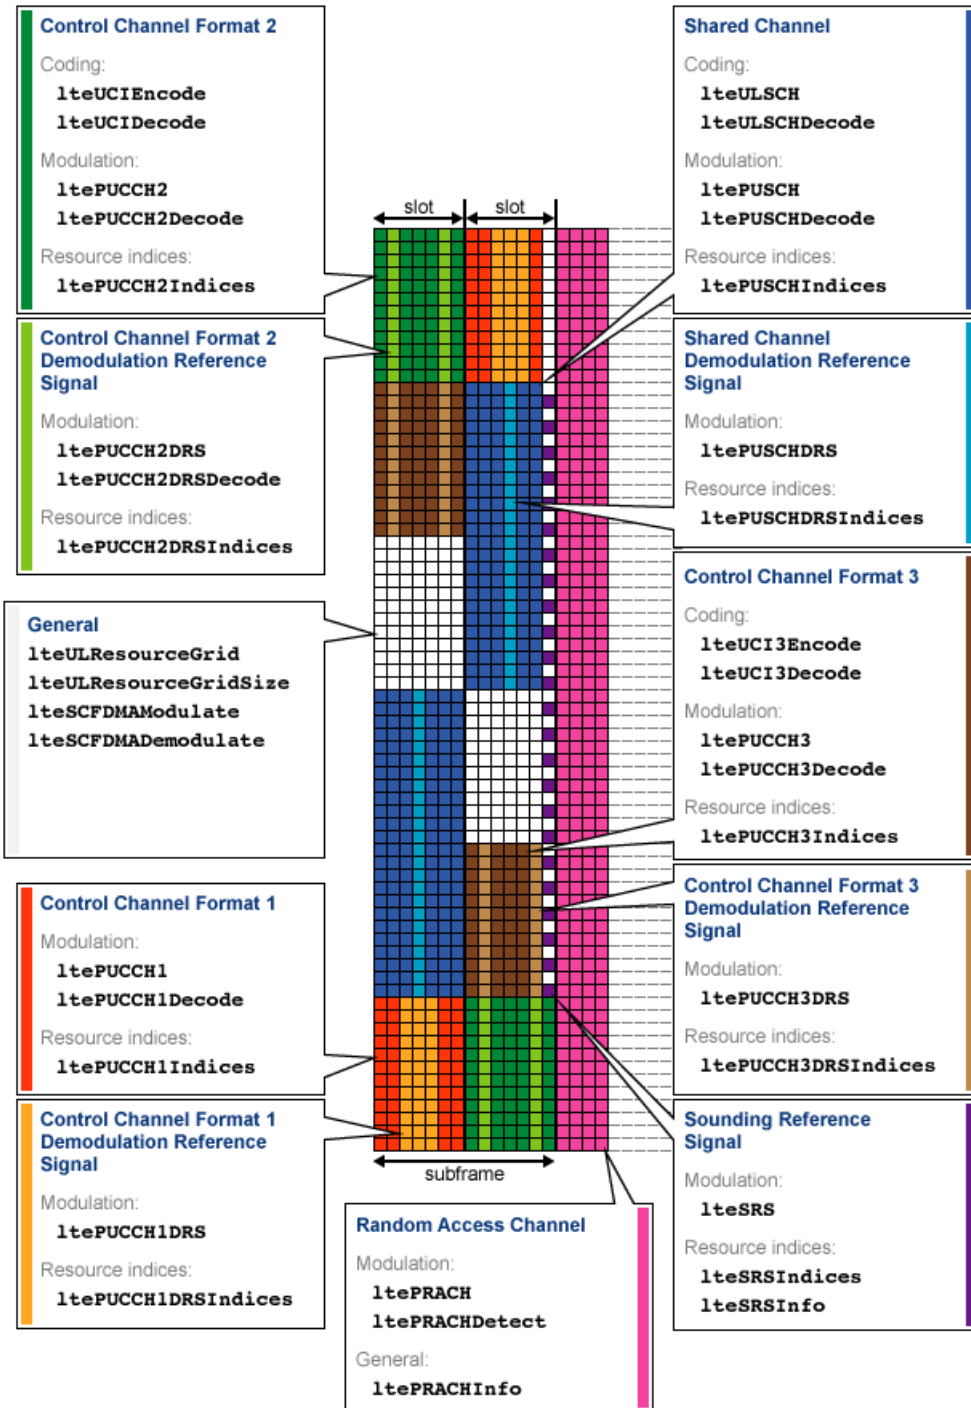 Control Channel Format 2
Coding:
lteUCIEncode
lteUCIDecode
Modulation:
ltePUCCH2
ltePUCCH2Decode
Resource indices:
ltePUCCH2Indices
Control Channel Format 2
Demodulation Reference
Signal
Modulation:
ltePUCCH2DRS
ltePUCCH2DRSDecode
Resource indices:
ltePUCCH2DRSIndices
General
lteULResourceGrid
lteULResourceGridSize
lteSCFDMAModulate
lteSCFDMADemodulate
Control Channel Format 1
Modulation:
ltePUCCH1
ltePUCCH1Decode
Resource indices:
ltePUCCH1Indices
Control Channel Format 1
Demodulation Reference
Signal
Modulation:
ltePUCCH1DRS
Resource indices:
ltePUCCH1DRSIndices
slot slot
subframe
Random Access Channel
Modulation:
ltePRACH
ltePRACHDetect
General:
ltePRACHInfo
Shared Channel
Coding:
lteULSCH
lteULSCHDecode
Modulation:
ltePUSCH
ltePUSCHDecode
Resource indices:
ltePUSCHIndices
Shared Channel
Demodulation Reference
Signal
Modulation:
ltePUSCHDRS
Resource indices:
ltePUSCHDRSIndices
Control Channel Format 3
Coding:
lteUCI3Encode
lteUCI3Decode
Modulation:
ltePUCCH3
ltePUCCH3Decode
Resource indices:
ltePUCCH3Indices
Control Channel Format 3
Demodulation Reference
Signal
Modulation:
ltePUCCH3DRS
Resource indices:
ltePUCCH3DRSIndices
Sounding Reference
Signal
Modulation:
lteSRS
Resource indices:
lteSRSIndices
lteSRSInfo